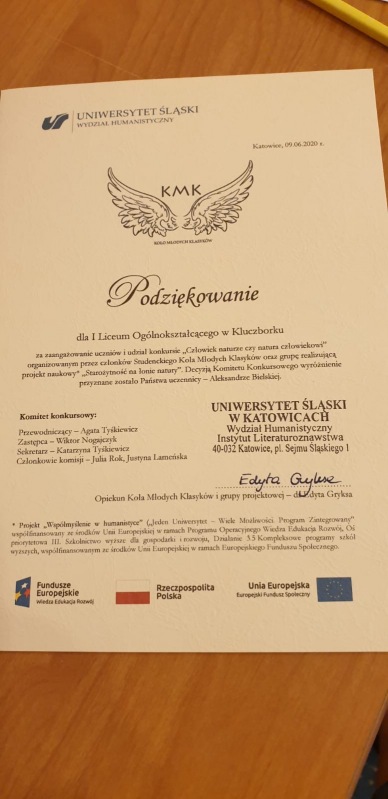 UNIWERSYTET ŚLĄSKI
WYDZIAŁ HUMANISTYCZNY
Katowice, 09.06.2020 r.
KMK
KOŁO MŁODYCH KLASYKÓW
Podziękowanie
dla I Liceum Ogólnokształcącego w Kluczborku
za zaangażowanie uczniów i udział konkursie „Człowiek naturze czy natura człowiekowi”
organizowanym przez członków Studenckiego Koła Młodych Klasyków oraz grupę realizującą
projekt naukowy* „Starożytność na łonie natury”. Decyzją Komitetu Konkursowego wyróżnienie
przyznane zostało Państwa uczennicy – Aleksandrze Bielskiej.
Komitet konkursowy:
Przewodniczący – Agata Tyśkiewicz
Zastępca – Wiktor Nogajczyk
Sekretarz – Katarzyna Tyśkiewicz
Członkowie komisji – Julia Rok, Justyna Lameńska
UNIWERSYTET ŚLĄSKI
W KATOWICACH
Wydział Humanistyczny
Instytut Literaturoznawstwa
40-032 Katowice, pl. Sejmu Śląskiego 1
Edyta Gryksa
Opiekun Koła Młodych Klasyków i grupy projektowej – dr Edyta Gryksa
* Projekt „Współmyślenie w humanistyce” („Jeden Uniwersytet – Wiele Możliwości. Program Zintegrowany”
współfinansowany ze środków Unii Europejskiej w ramach Programu Operacyjnego Wiedza Edukacja Rozwój, Oś
priorytetowa III. Szkolnictwo wyższe dla gospodarki i rozwoju, Działanie 3.5 Kompleksowe programy szkół
wyższych, współfinansowanym ze środków Unii Europejskiej w ramach Europejskiego Funduszu Społecznego.
Fundusze
Europejskie
Wiedza Edukacja Rozwój
Rzeczpospolita
Polska
Unia Europejska
Europejski Fundusz Społeczny